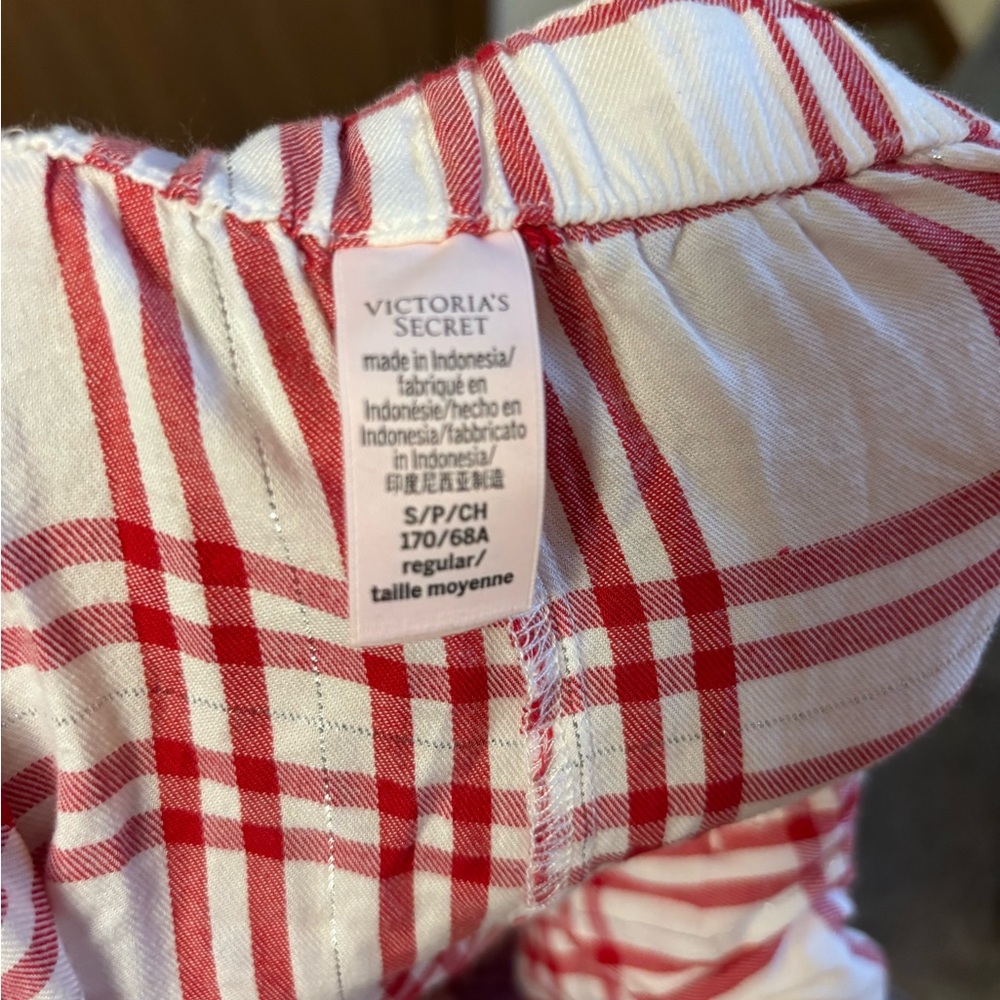 VICTORIA'S
SECRET
made in Indonesia/
fabriqué en
Indonésie/hecho en
Indonesia/fabbricato
in Indonesia/
印度尼西亚制造
S/P/CH
170/68A
regular/
taille moyenne